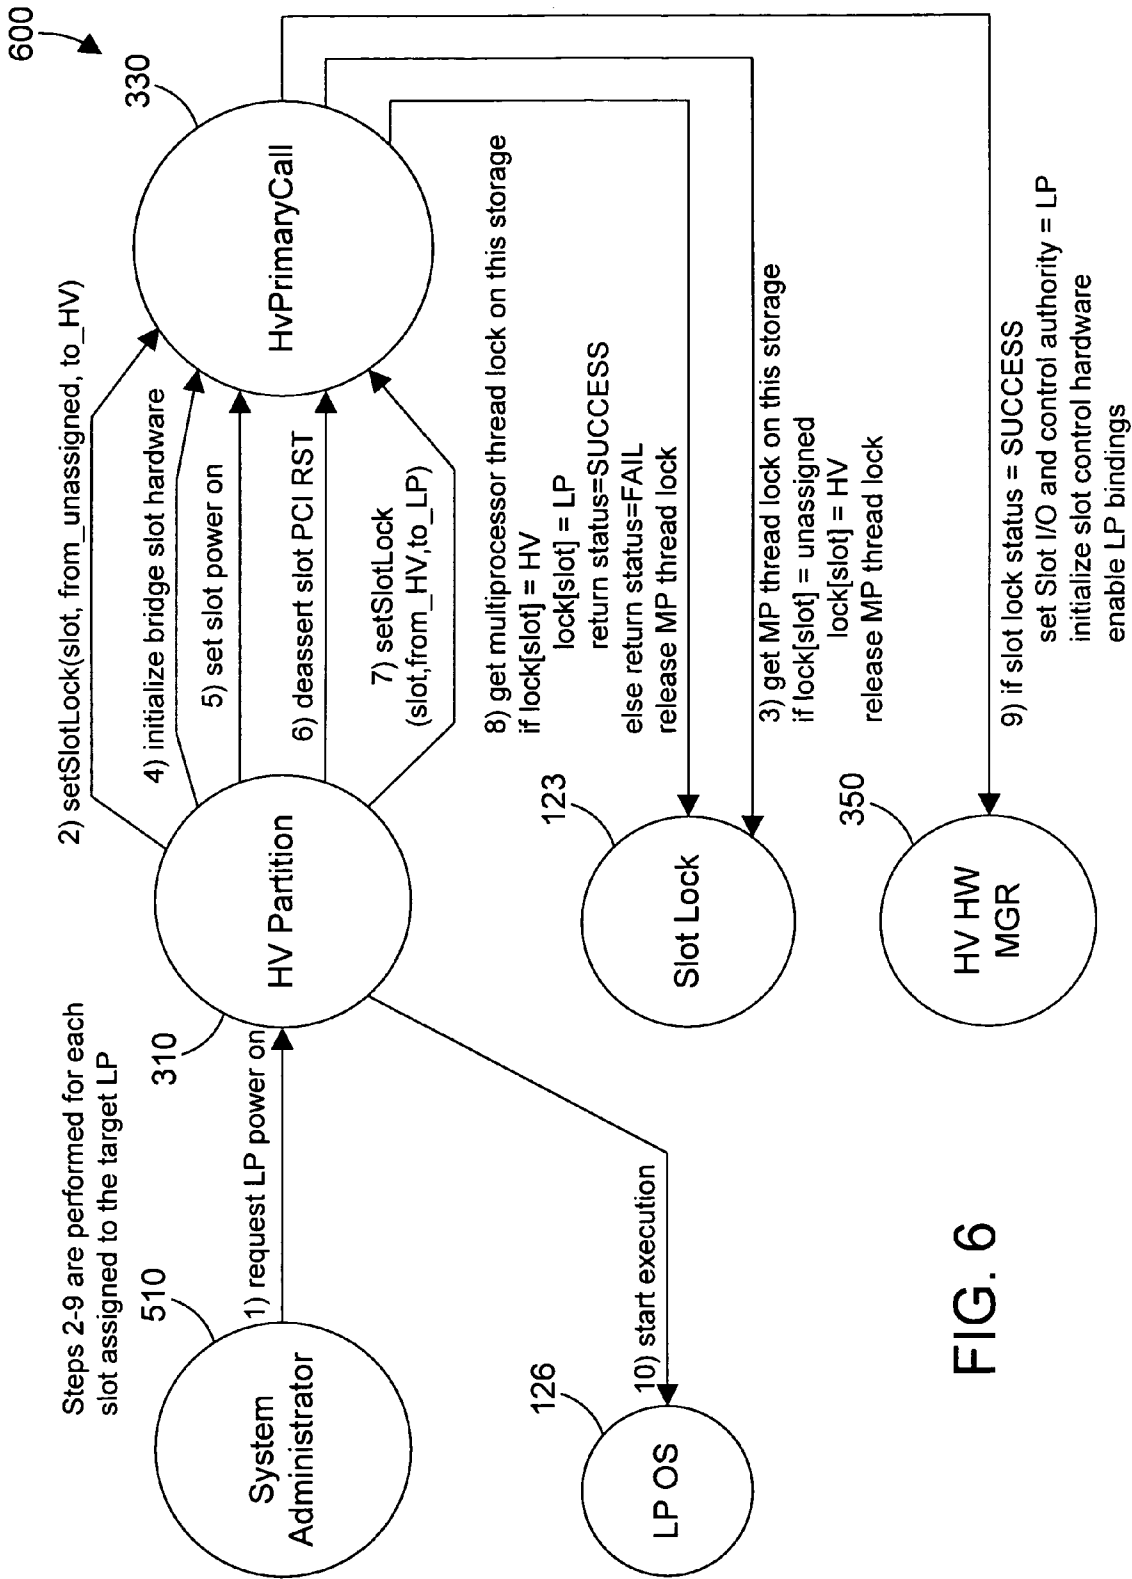 600
Steps 2-9 are performed for each
slot assigned to the target LP
510
System
Administrator
1) request LP power on
310
HV Partition
2) setSlotLock(slot, from_unassigned, to_HV)
4) initialize bridge slot hardware
5) set slot power on
6) deassert slot PCI RST
7) setSlotLock
(slot,from_HV,to_LP)
330
HvPrimaryCall
8) get multiprocessor thread lock on this storage
if lock[slot] = HV
lock[slot] = LP
return status=SUCCESS
else return status=FAIL
release MP thread lock
123
Slot Lock
3) get MP thread lock on this storage
if lock[slot] = unassigned
lock[slot] = HV
release MP thread lock
350
HV HW
MGR
9) if slot lock status = SUCCESS
set Slot I/O and control authority = LP
initialize slot control hardware
enable LP bindings
126
LP OS
10) start execution
FIG. 6